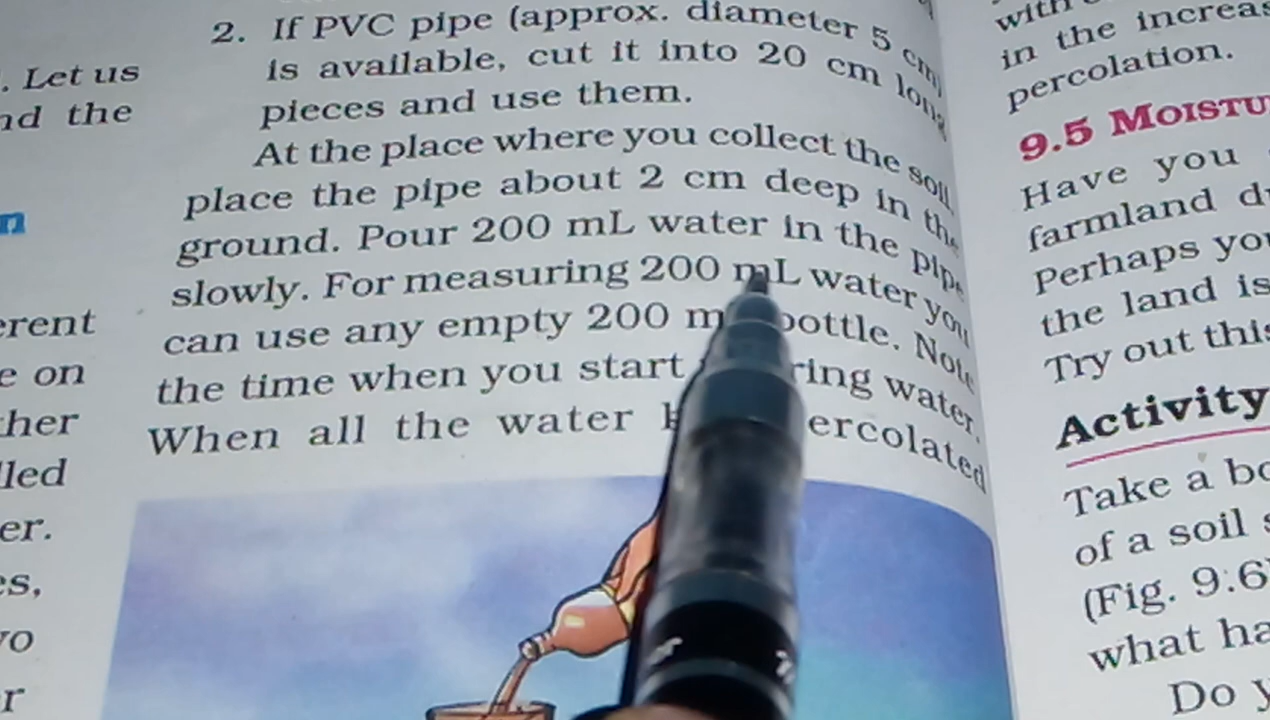 . Let us
nd the
n
erent
e on
her
lled
er.
es,
vo
r
2. If PVC pipe (approx. diameter 5 cm)
is available, cut it into 20 cm long
pieces and use them.
At the place where you collect the soil,
place the pipe about 2 cm deep in the
ground. Pour 200 mL water in the pipe
slowly. For measuring 200 mL water you
can use any empty 200 m bottle. Note
the time when you start ring water.
When all the water ercolated
with
in the increas
percolation.
9.5 MOISTU
Have you
farmland d
Perhaps you
the land is
Try out this
Activity
Take a bo
of a soil s
(Fig. 9.6
what ha
Do y